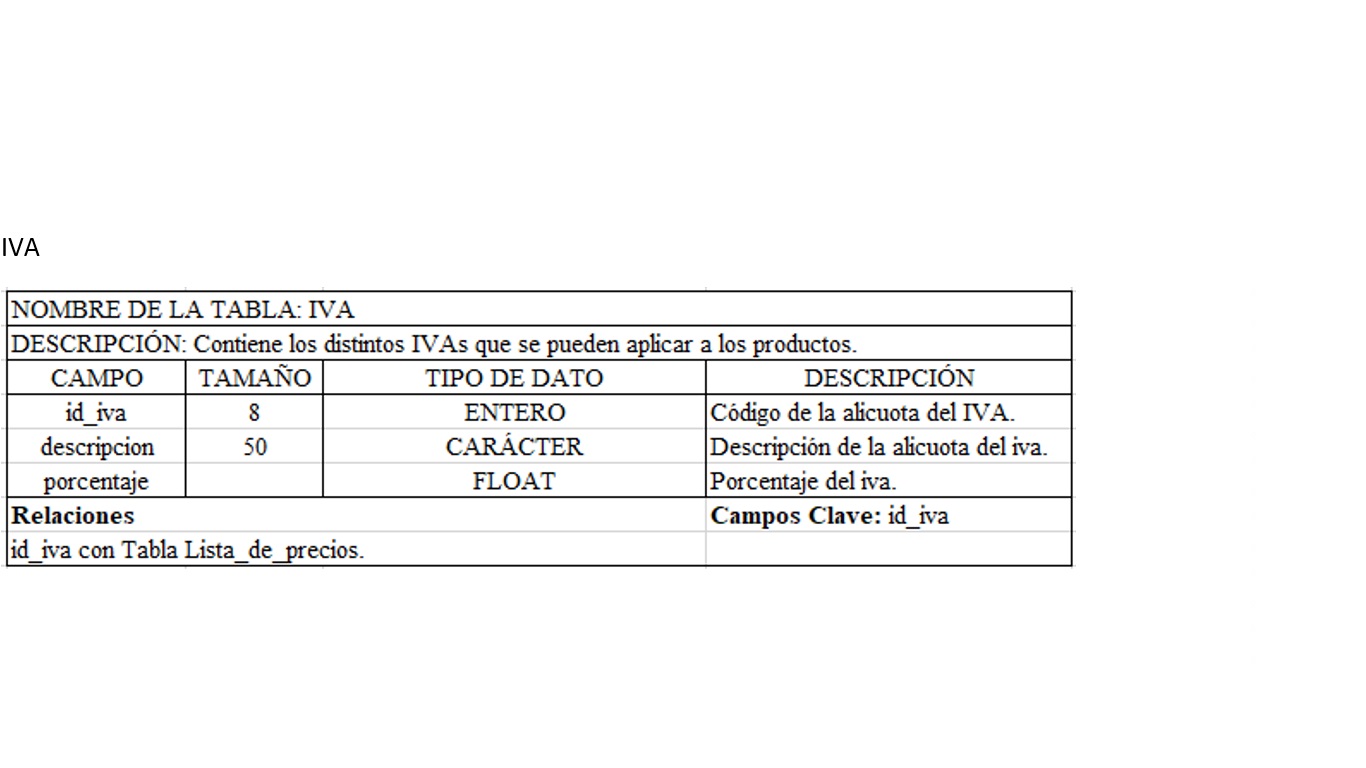 IVA
NOMBRE DE LA TABLA: IVA
DESCRIPCIÓN: Contiene los distintos IVAs que se pueden aplicar a los productos.
CAMPO TAMAÑO TIPO DE DATO DESCRIPCIÓN
id_iva 8 ENTERO Código de la alicuota del IVA.
descripcion 50 CARÁCTER Descripción de la alicuota del iva.
porcentaje FLOAT Porcentaje del iva.
Relaciones Campos Clave: id_iva
id_iva con Tabla Lista_de_precios.